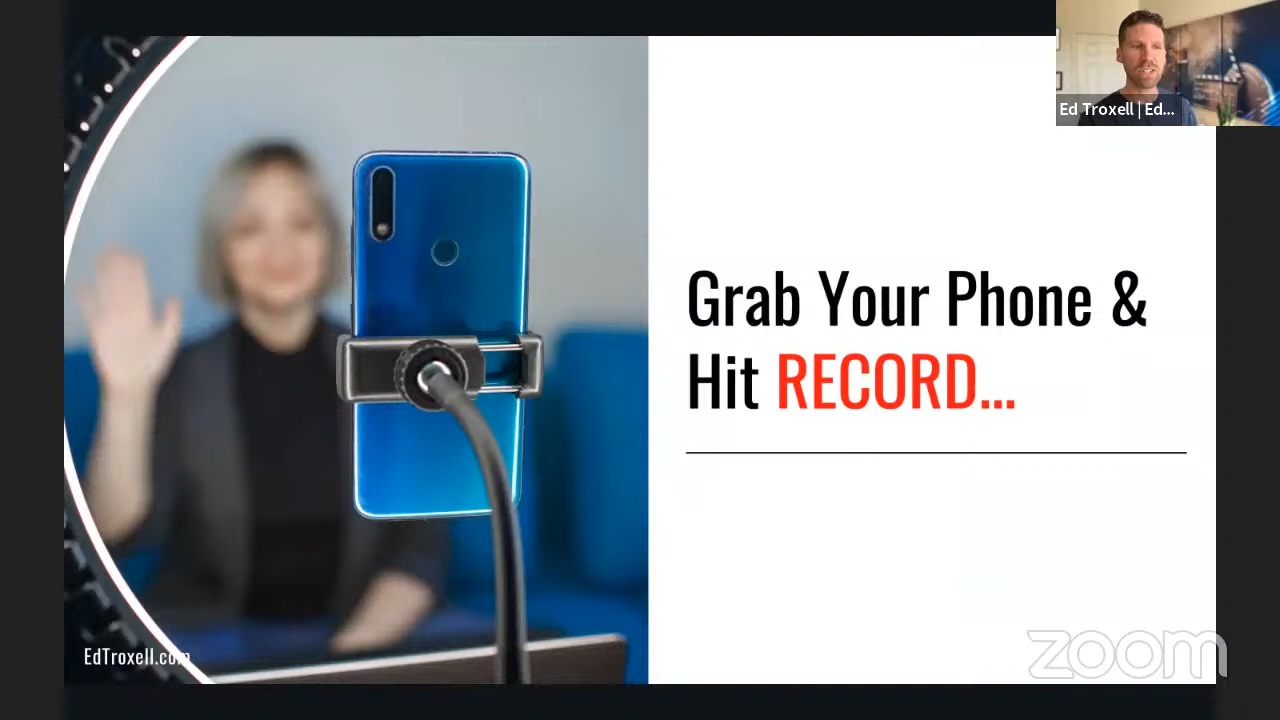 Ed Troxell | Ed...
Grab Your Phone &
Hit RECORD...
EdTroxell.com
zoom